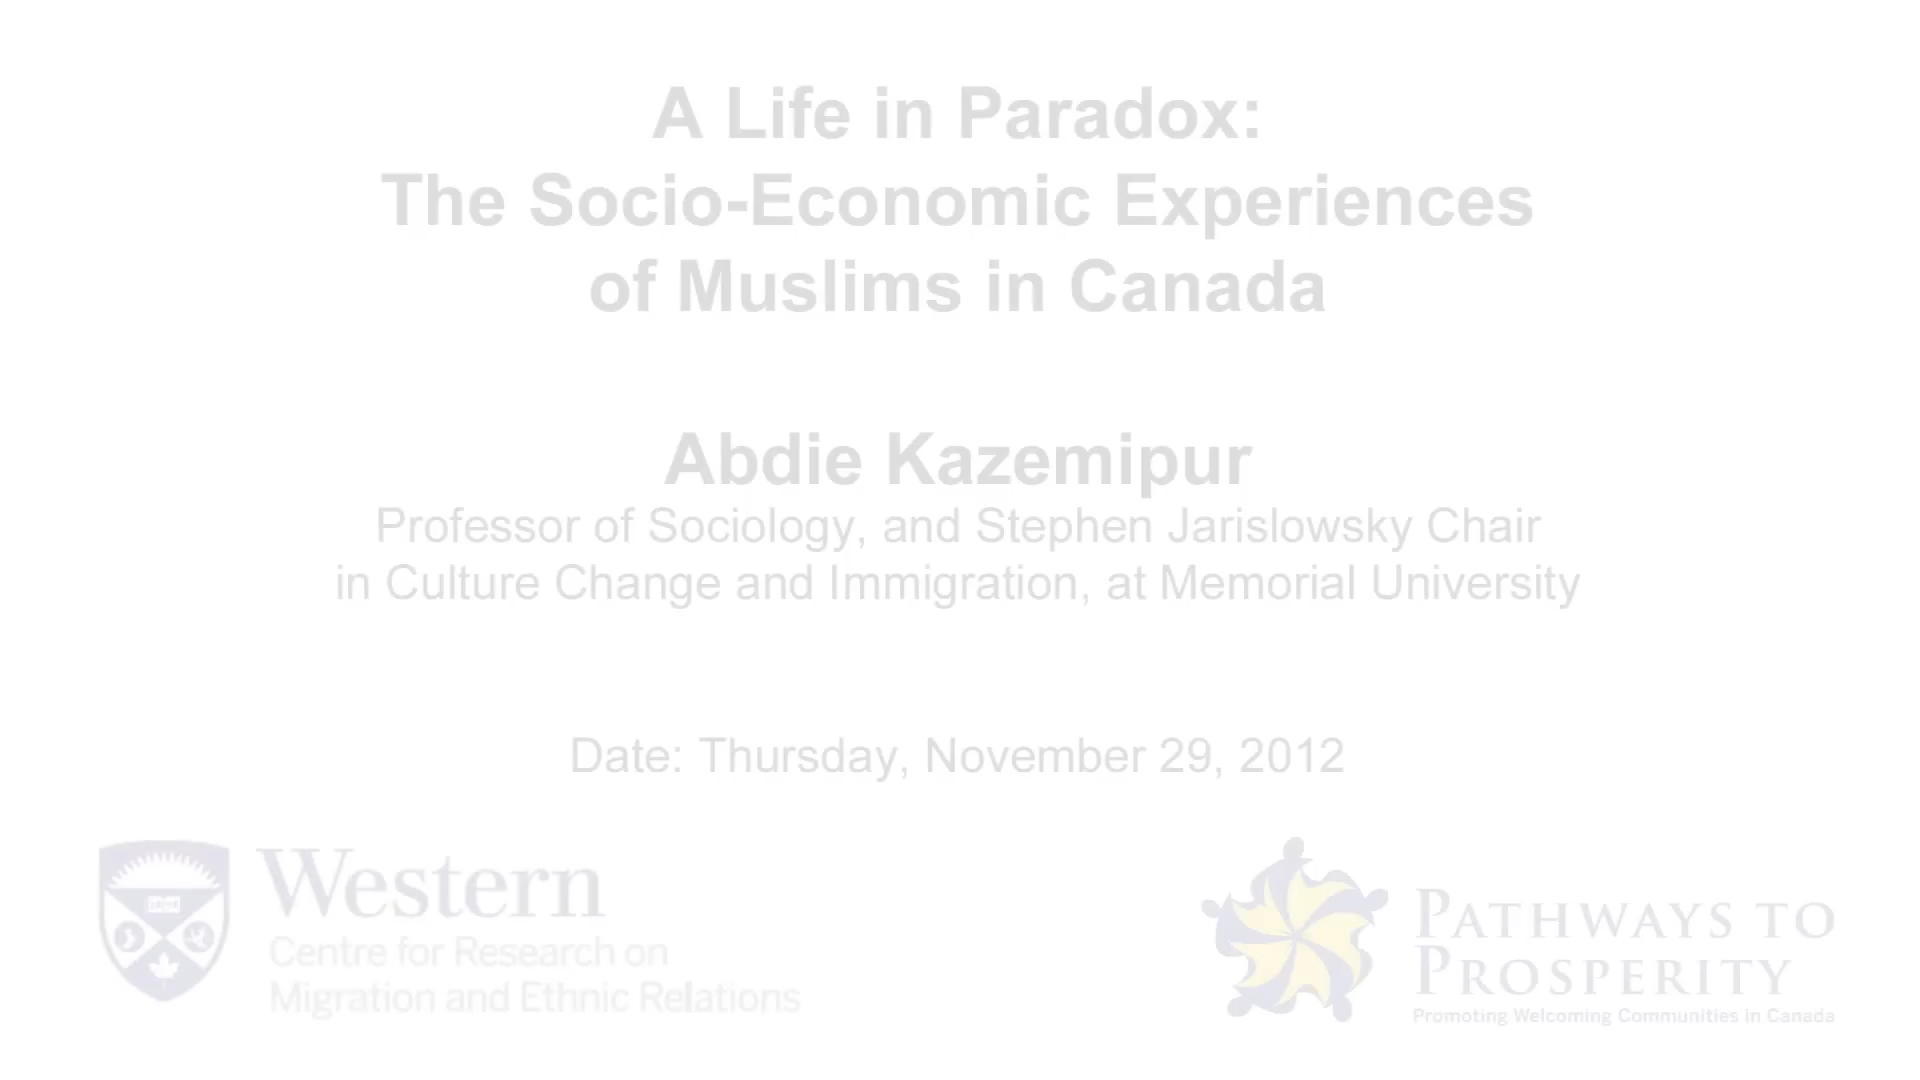 A Life in Paradox:
The Socio-Economic Experiences
of Muslims in Canada
Abdie Kazemipur
Professor of Sociology, and Stephen Jarislowsky Chair
in Culture Change and Immigration, at Memorial University
Date: Thursday, November 29, 2012
Western
Centre for Research on
Migration and Ethnic Relations
PATHWAYS TO
PROSPERITY
Promoting Welcoming Communities in Canada